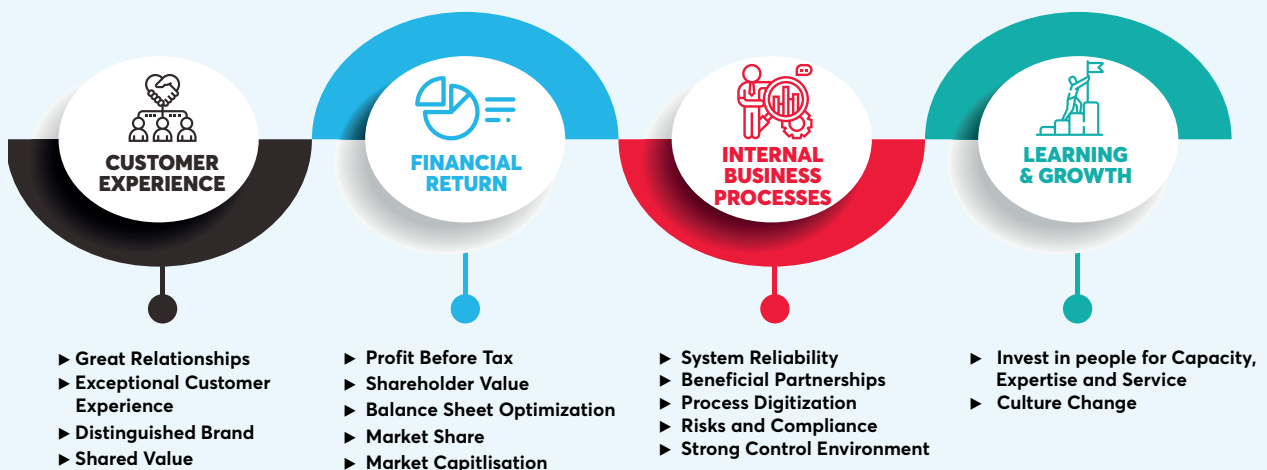 CUSTOMER
EXPERIENCE
FINANCIAL
RETURN
INTERNAL
BUSINESS
PROCESSES
LEARNING
& GROWTH
▶ Great Relationships
▶ Exceptional Customer
Experience
▶ Distinguished Brand
▶ Shared Value
▶ Profit Before Tax
▶ Shareholder Value
▶ Balance Sheet Optimization
▶ Market Share
▶ Market Capitlisation
▶ System Reliability
▶ Beneficial Partnerships
▶ Process Digitization
▶ Risks and Compliance
▶ Strong Control Environment
▶ Invest in people for Capacity,
Expertise and Service
▶ Culture Change